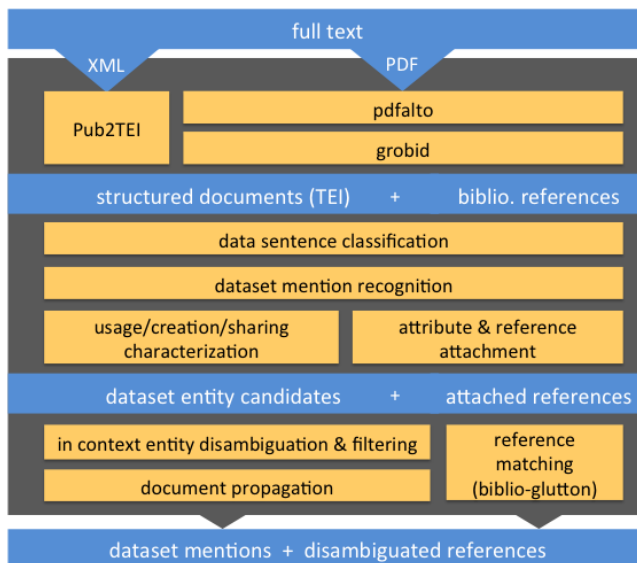 full text
XML
PDF
Pub2TEI
pdfalto
grobid
structured documents (TEI) + biblio. references
data sentence classification
dataset mention recognition
usage/creation/sharing
characterization
attribute & reference
attachment
dataset entity candidates + attached references
in context entity disambiguation & filtering
document propagation
reference
matching
(biblio-glutton)
dataset mentions + disambiguated references